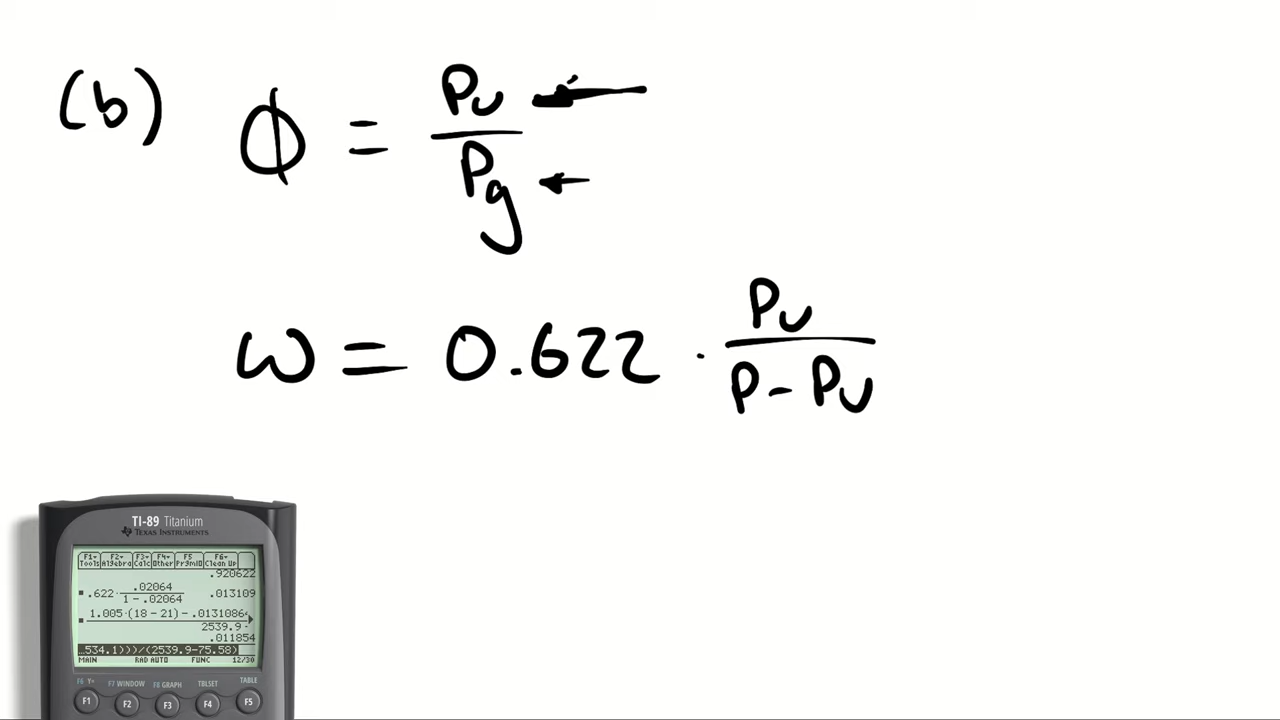 (b) ϕ = Pv / Pg
ω = 0.622 · Pv / P - Pv
TI-89 Titanium
TEXAS INSTRUMENTS
F1 F2 F3 F4 F5 F6
Tools Algebra Calc Other PrgmIO Clean Up
.920622
.622 · .02064 / 1 - .02064 .013109
1.005·(18 - 21) - .0131086
2539.9 -
.011854
…534.1)))/(2539.9-75.58)
MAIN RAD AUTO FUNC 12/30
F6 Y= F7 WINDOW F8 GRAPH TBLSET TABLE
F1 F2 F3 F4 F5